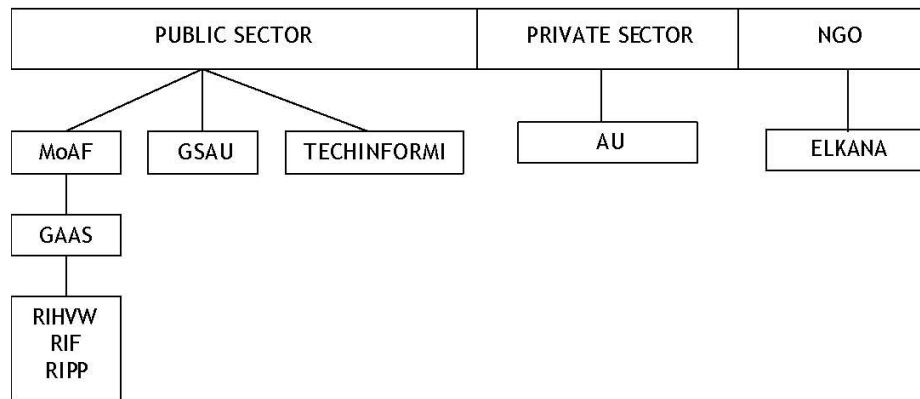 PUBLIC SECTOR
PRIVATE SECTOR
NGO
MoAF
GSAU
TECHINFORMI
AU
ELKANA
GAAS
RIHVW
RIF
RIPP